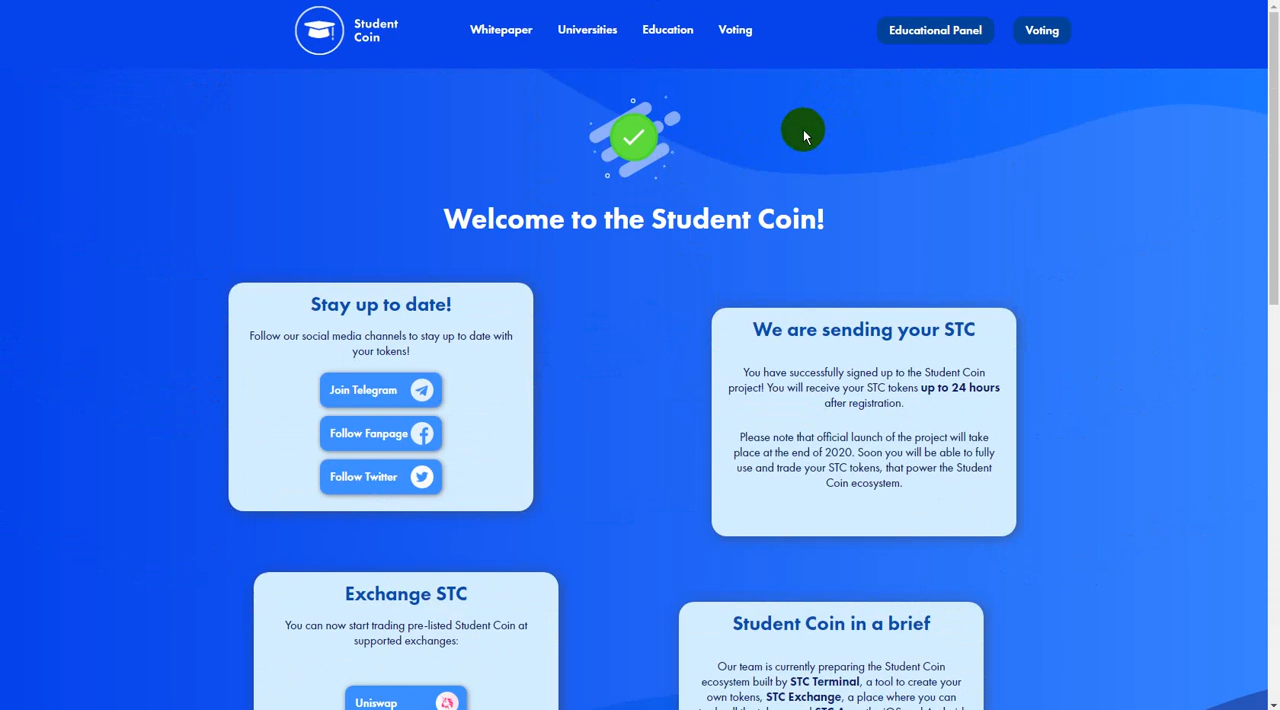 Student
Coin
Whitepaper
Universities
Education
Voting
Educational Panel
Voting
Welcome to the Student Coin!
Stay up to date!
Follow our social media channels to stay up to date with
your tokens!
Join Telegram
Follow Fanpage
Follow Twitter
We are sending your STC
You have successfully signed up to the Student Coin
project! You will receive your STC tokens up to 24 hours
after registration.
Please note that official launch of the project will take
place at the end of 2020. Soon you will be able to fully
use and trade your STC tokens, that power the Student
Coin ecosystem.
Exchange STC
You can now start trading pre-listed Student Coin at
supported exchanges:
Uniswap
Student Coin in a brief
Our team is currently preparing the Student Coin
ecosystem built by STC Terminal, a tool to create your
own tokens, STC Exchange, a place where you can